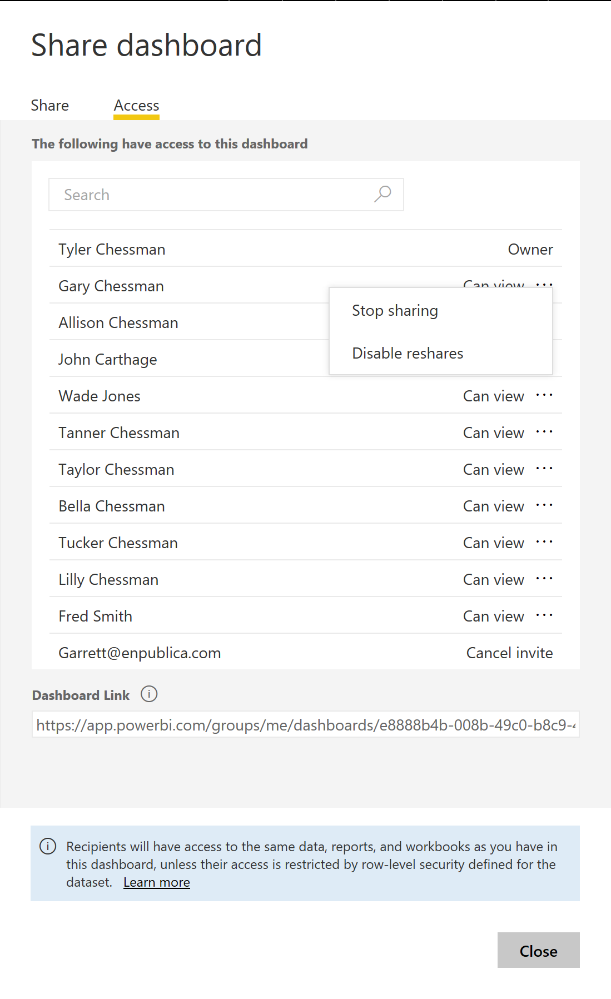 Share dashboard
Share Access
The following have access to this dashboard
Search
Tyler Chessman Owner
Gary Chessman Can view ···
Allison Chessman
Stop sharing
John Carthage
Disable reshares
Wade Jones Can view ···
Tanner Chessman Can view ···
Taylor Chessman Can view ···
Bella Chessman Can view ···
Tucker Chessman Can view ···
Lilly Chessman Can view ···
Fred Smith Can view ···
Garrett@enpublica.com Cancel invite
Dashboard Link
https://app.powerbi.com/groups/me/dashboards/e8888b4b-008b-49c0-b8c9-4
Recipients will have access to the same data, reports, and workbooks as you have in
this dashboard, unless their access is restricted by row-level security defined for the
dataset. Learn more
Close